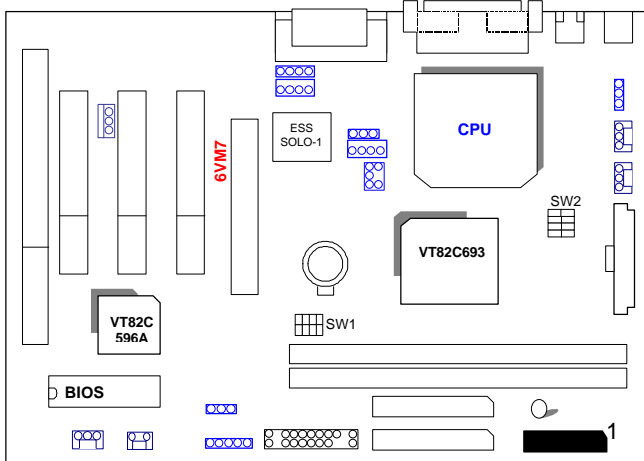 ESS
SOLO-1
CPU
6VM7
SW2
VT82C693
SW1
VT82C
596A
BIOS
1